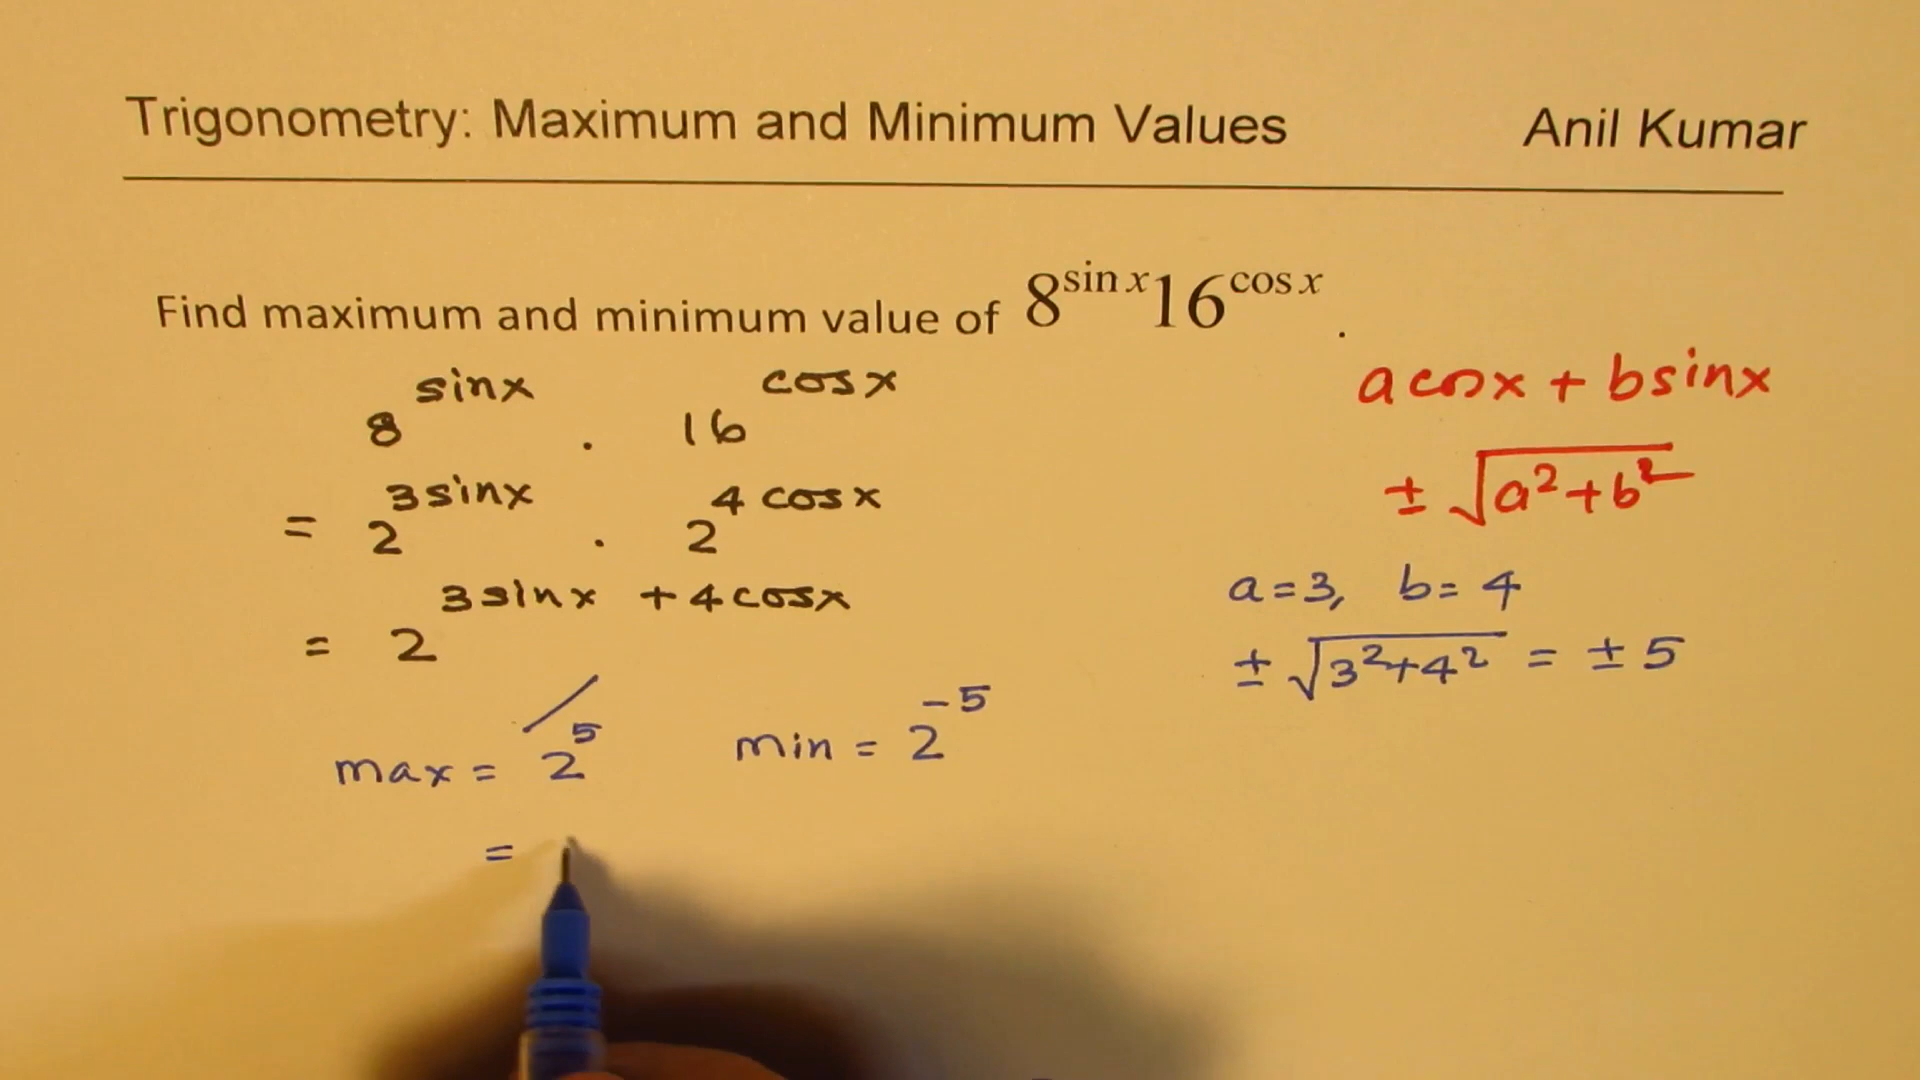 Trigonometry: Maximum and Minimum Values Anil Kumar
Find maximum and minimum value of 8^{sin x}16^{cos x}.
8^{sinx} . 16^{cosx}
= 2^{3sinx} . 2^{4cosx}
= 2^{3sinx + 4cosx}
max = 2^5 min = 2^{-5}
=
a cosx + b sinx
± √(a²+b²)
a=3, b=4
± √(3²+4²) = ± 5